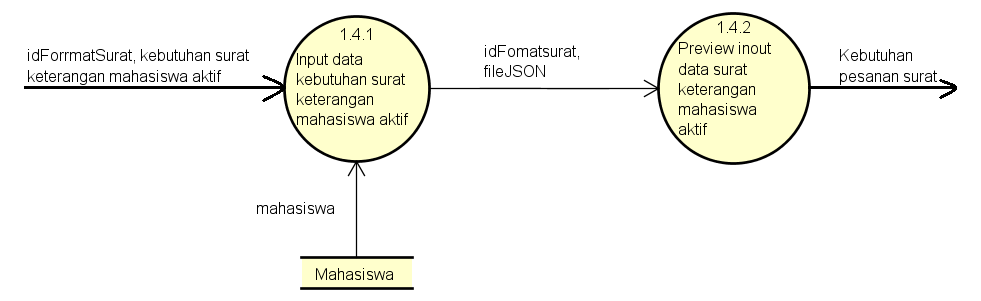 idForrmatSurat, kebutuhan surat
keterangan mahasiswa aktif
1.4.1
Input data
kebutuhan surat
keterangan
mahasiswa aktif
idFomatsurat,
fileJSON
1.4.2
Preview inout
data surat
keterangan
mahasiswa
aktif
Kebutuhan
pesanan surat
mahasiswa
Mahasiswa